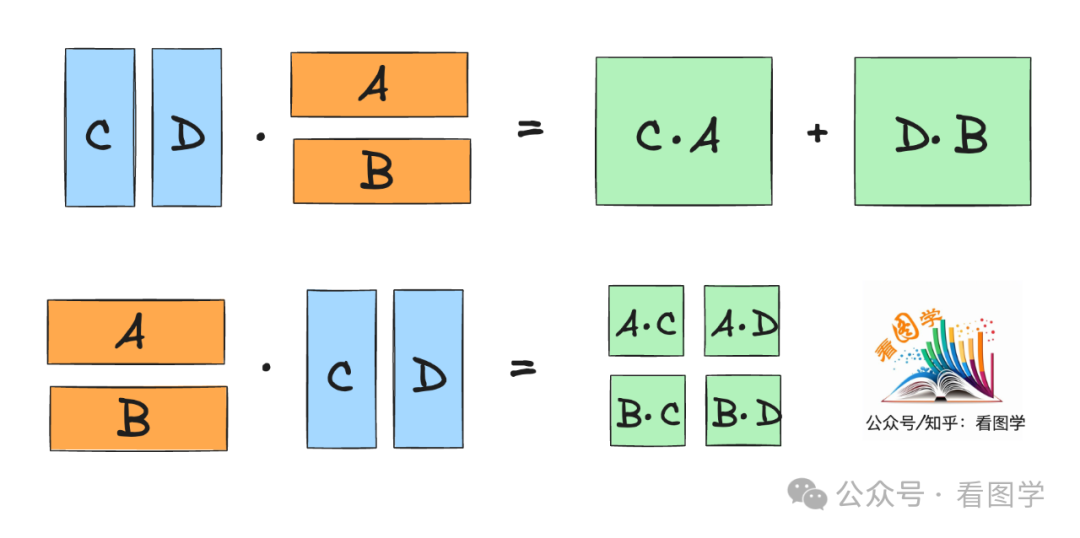 C D · A B = C·A + D·B
A B · C D = A·C A·D B·C B·D
看图学
公众号/知乎：看图学
公众号 · 看图学